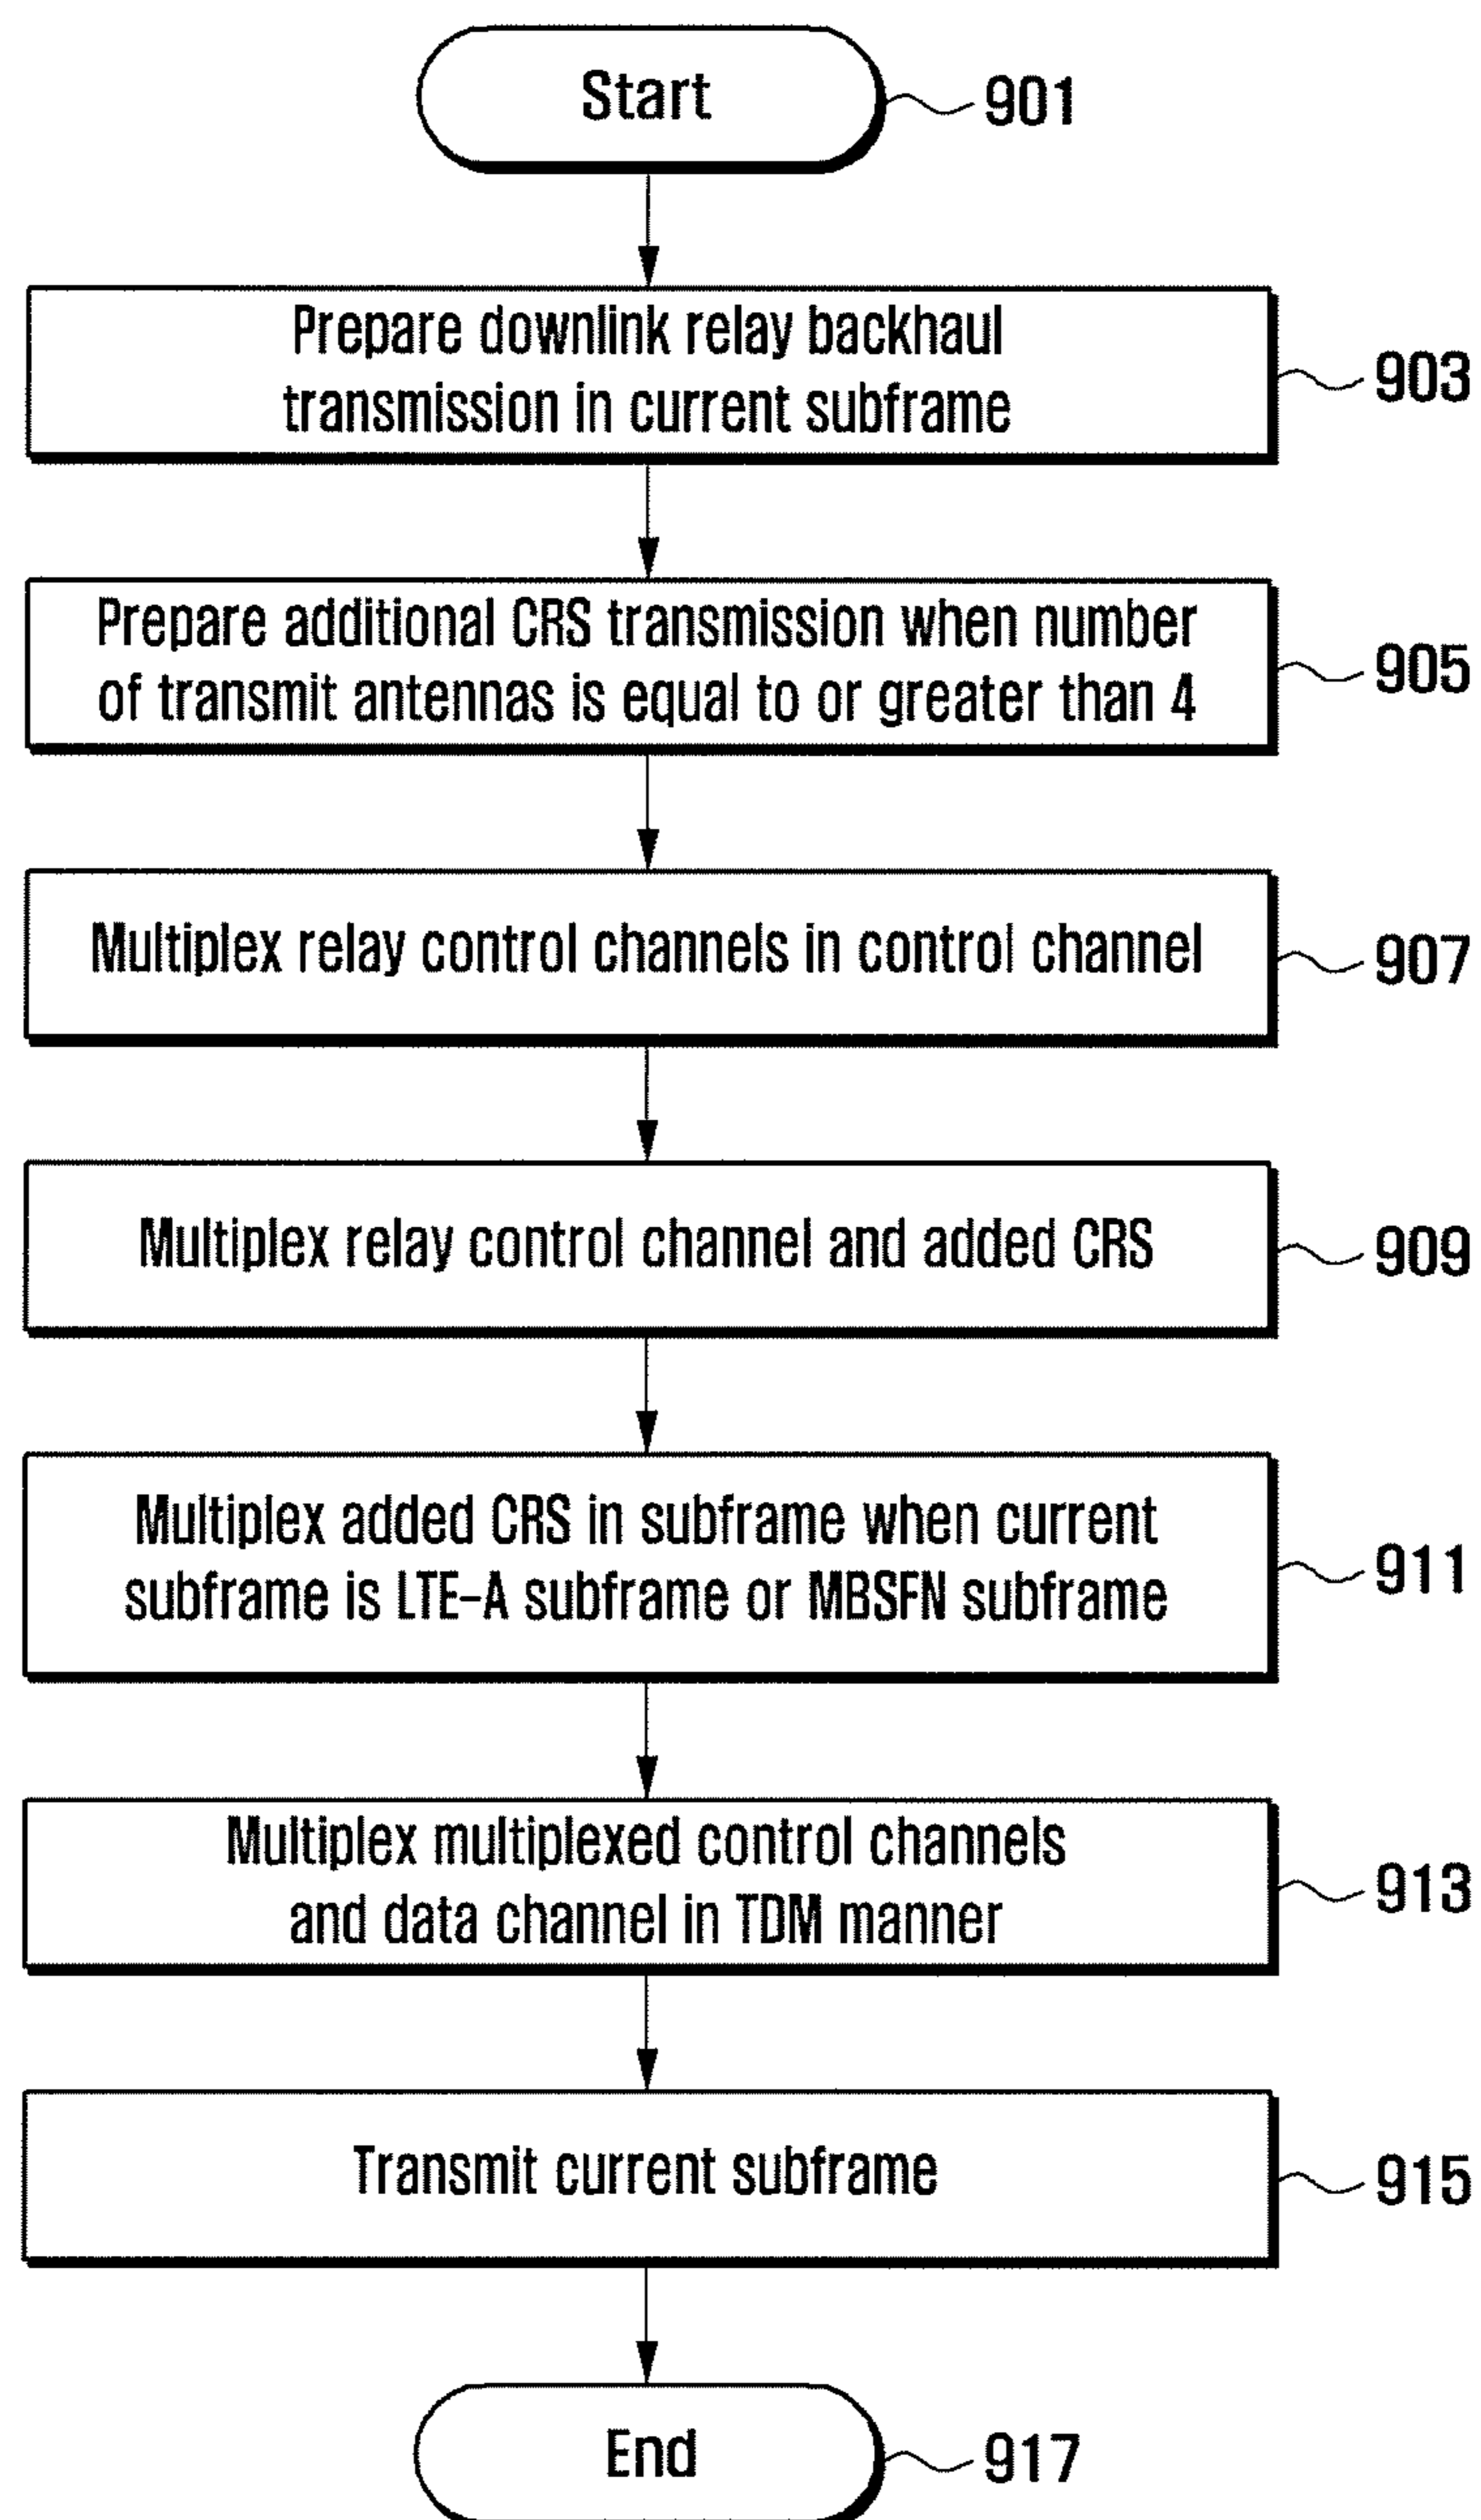 Start
901
Prepare downlink relay backhaul
transmission in current subframe
903
Prepare additional CRS transmission when number
of transmit antennas is equal to or greater than 4
905
Multiplex relay control channels in control channel
907
Multiplex relay control channel and added CRS
909
Multiplex added CRS in subframe when current
subframe is LTE-A subframe or MBSFN subframe
911
Multiplex multiplexed control channels
and data channel in TDM manner
913
Transmit current subframe
915
End
917